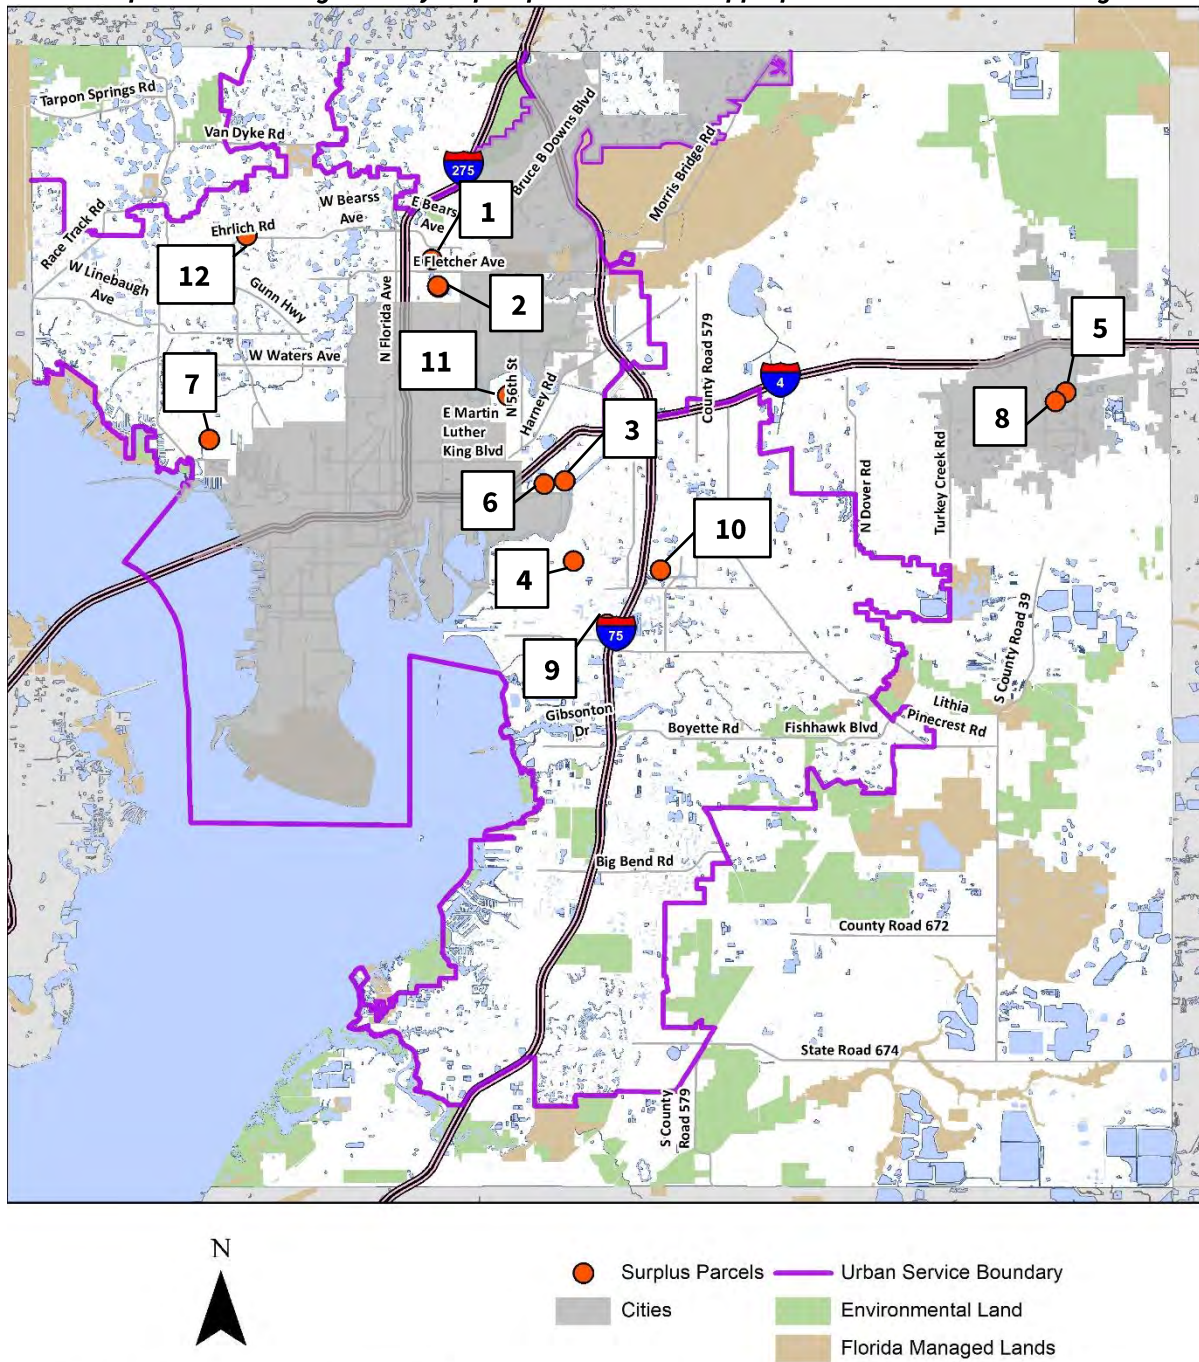 Tarpon Springs Rd
Van Dyke Rd
Bruce B Downs Blvd
Morris Bridge Rd
275
W Bearss
Ave
E Bearss
Ave
1
Race Track Rd
Ehrlich Rd
12
E Fletcher Ave
W Linebaugh
Ave
Gunn Hwy
N Florida Ave
2
County Road 579
5
W Waters Ave
11
7
N 56th St
Harney Rd
4
E Martin
Luther
King Blvd
3
8
6
N Dover Rd
Turkey Creek Rd
10
4
9
75
S County Road 39
Gibsonton
Dr
Boyette Rd
Fishhawk Blvd
Lithia
Pinecrest Rd
Big Bend Rd
County Road 672
State Road 674
S County
Road 579
N
Surplus Parcels
Urban Service Boundary
Cities
Environmental Land
Florida Managed Lands